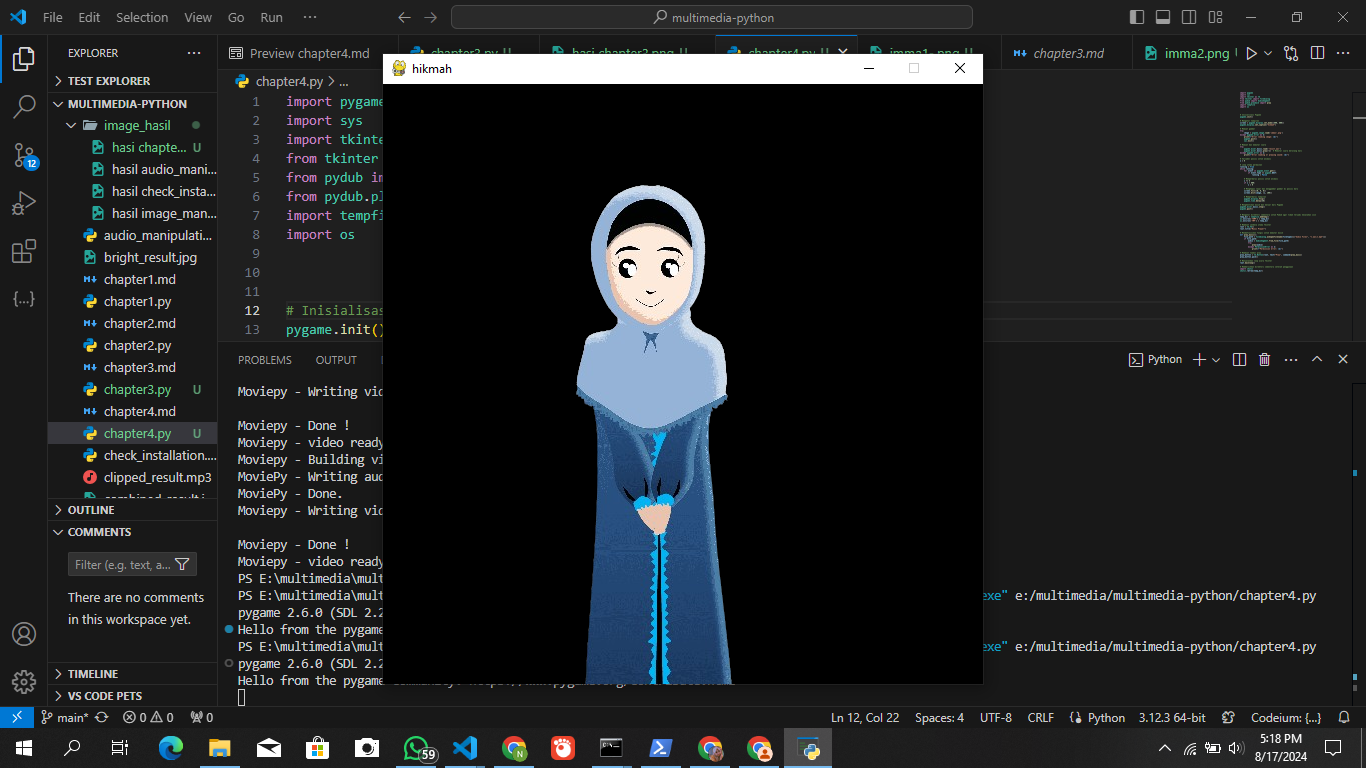 File Edit Selection View Go Run ···
multimedia-python
EXPLORER
Preview chapter4.md
chapter4.py U
chapter3.md
imma2.png
TEST EXPLORER
MULTIMEDIA-PYTHON
image_hasil
hasi chapte... U
hasil audio_mani...
hasil check_insta...
hasil image_man...
audio_manipulati...
bright_result.jpg
chapter1.md
chapter1.py
chapter2.md
chapter2.py
chapter3.md
chapter3.py U
chapter4.md
chapter4.py U
check_installation....
clipped_result.mp3
OUTLINE
COMMENTS
Filter (e.g. text, a...
There are no comments
in this workspace yet.
TIMELINE
VS CODE PETS
chapter4.py > ...
hikmah
1 import pygame
2 import sys
3 import tkinte
4 from tkinter
5 from pydub im
6 from pydub.pl
7 import tempfi
8 import os
9
10
11
12 # Inisialisas
13 pygame.init()
PROBLEMS OUTPUT
Python
Moviepy - Writing vid
Moviepy - Done !
Moviepy - video ready
Moviepy - Building vi
MoviePy - Writing aud
MoviePy - Done.
Moviepy - Writing vid
Moviepy - Done !
Moviepy - video ready
PS E:\multimedia\mult
PS E:\multimedia\mult exe" e:/multimedia/multimedia-python/chapter4.py
pygame 2.6.0 (SDL 2.2
Hello from the pygame
PS E:\multimedia\mult exe" e:/multimedia/multimedia-python/chapter4.py
pygame 2.6.0 (SDL 2.2
Hello from the pygame
main* 0 0 0
Ln 12, Col 22 Spaces: 4 UTF-8 CRLF Python 3.12.3 64-bit Codeium: {...}
12
59
N
5:18 PM
8/17/2024